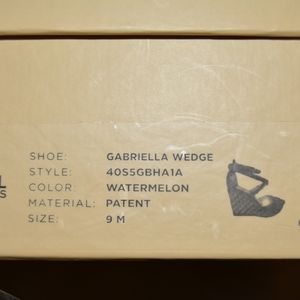 SHOE: GABRIELLA WEDGE
STYLE: 40S5GBHA1A
COLOR: WATERMELON
MATERIAL: PATENT
SIZE: 9 M